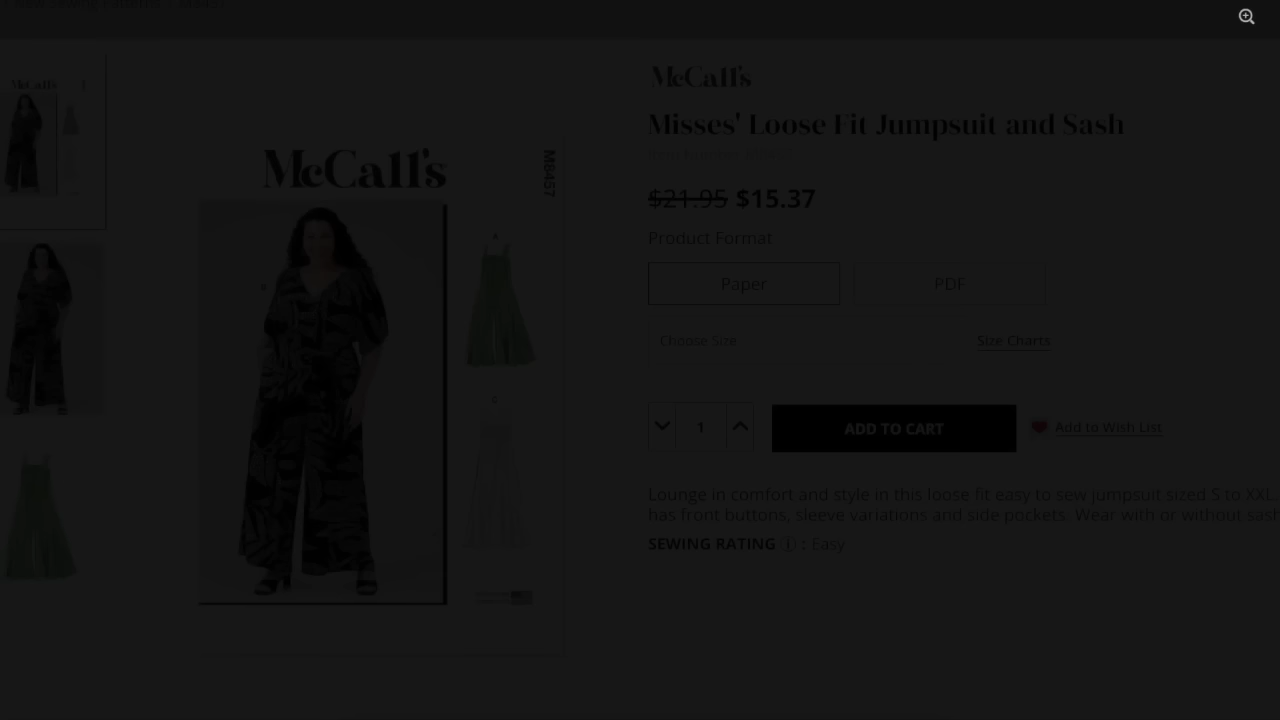 McCall's
McCall's
Misses' Loose Fit Jumpsuit and Sash
$21.95 $15.37
Product Format
Paper
PDF
Choose Size
Size Charts
1
ADD TO CART
Add to Wish List
Lounge in comfort and style in this loose fit easy to sew jumpsuit sized S to XXL
has front buttons, sleeve variations and side pockets. Wear with or without sash
SEWING RATING ⓘ : Easy
McCall's
M8457
A
C